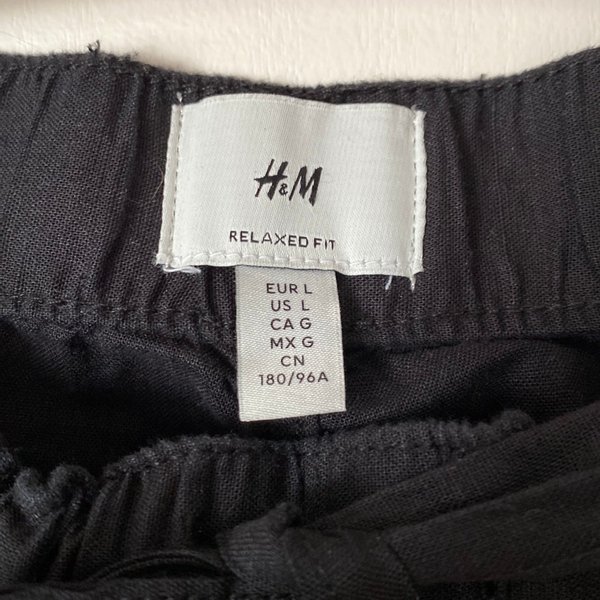 H&M
RELAXED FIT
EUR L
US L
CA G
MX G
CN
180/96A